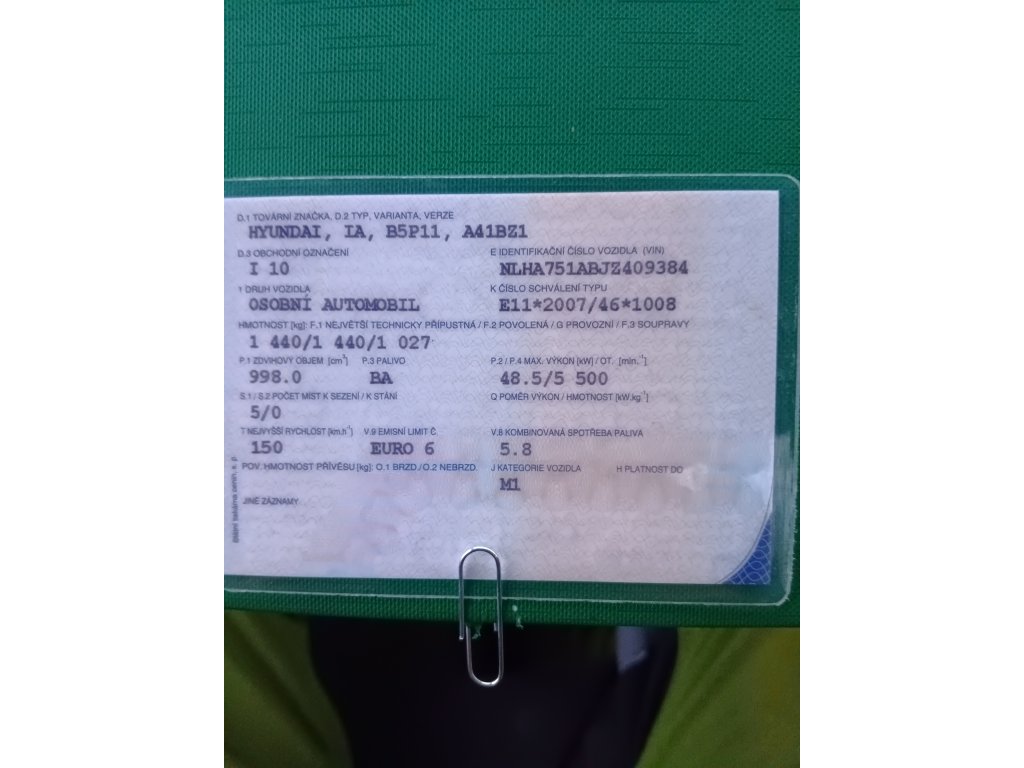 D.1 TOVÁRNÍ ZNAČKA, D.2 TYP, VARIANTA, VERZE
HYUNDAI, IA, B5P11, A41BZ1
D.3 OBCHODNÍ OZNAČENÍ E IDENTIFIKAČNÍ ČÍSLO VOZIDLA (VIN)
I 10 NLHA751ABJZ409384
1 DRUH VOZIDLA K ČÍSLO SCHVÁLENÍ TYPU
OSOBNÍ AUTOMOBIL E11*2007/46*1008
HMOTNOST [kg]: F.1 NEJVĚTŠÍ TECHNICKY PŘÍPUSTNÁ / F.2 POVOLENÁ / G PROVOZNÍ / F.3 SOUPRAVY
1 440/1 440/1 027
P.1 ZDVIHOVÝ OBJEM [cm³] P.3 PALIVO P.2 / P.4 MAX. VÝKON [kW] / OT. [min.⁻¹]
998.0 BA 48.5/5 500
S.1 / S.2 POČET MÍST K SEZENÍ / K STÁNÍ Q POMĚR VÝKON / HMOTNOST [kW.kg⁻¹]
5/0
T NEJVYŠŠÍ RYCHLOST [km.h⁻¹] V.9 EMISNÍ LIMIT Č. V.8 KOMBINOVANÁ SPOTŘEBA PALIVA
150 EURO 6 5.8
POV. HMOTNOST PŘÍVĚSU [kg]: O.1 BRZD./O.2 NEBRZD. J KATEGORIE VOZIDLA H PLATNOST DO
M1
JINÉ ZÁZNAMY